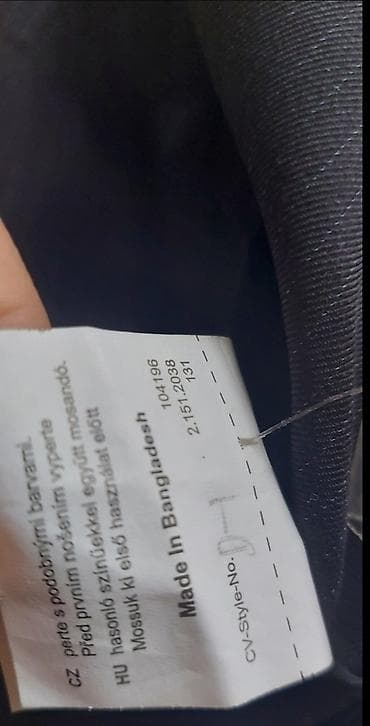 CZ perte s podobnými barvami.
Před prvním nošením vyperte
HU hasonló színűekkel együtt mosandó.
Mossuk ki első használat előtt
Made In Bangladesh
104196
2.151.2038
131
CV-Style-No.